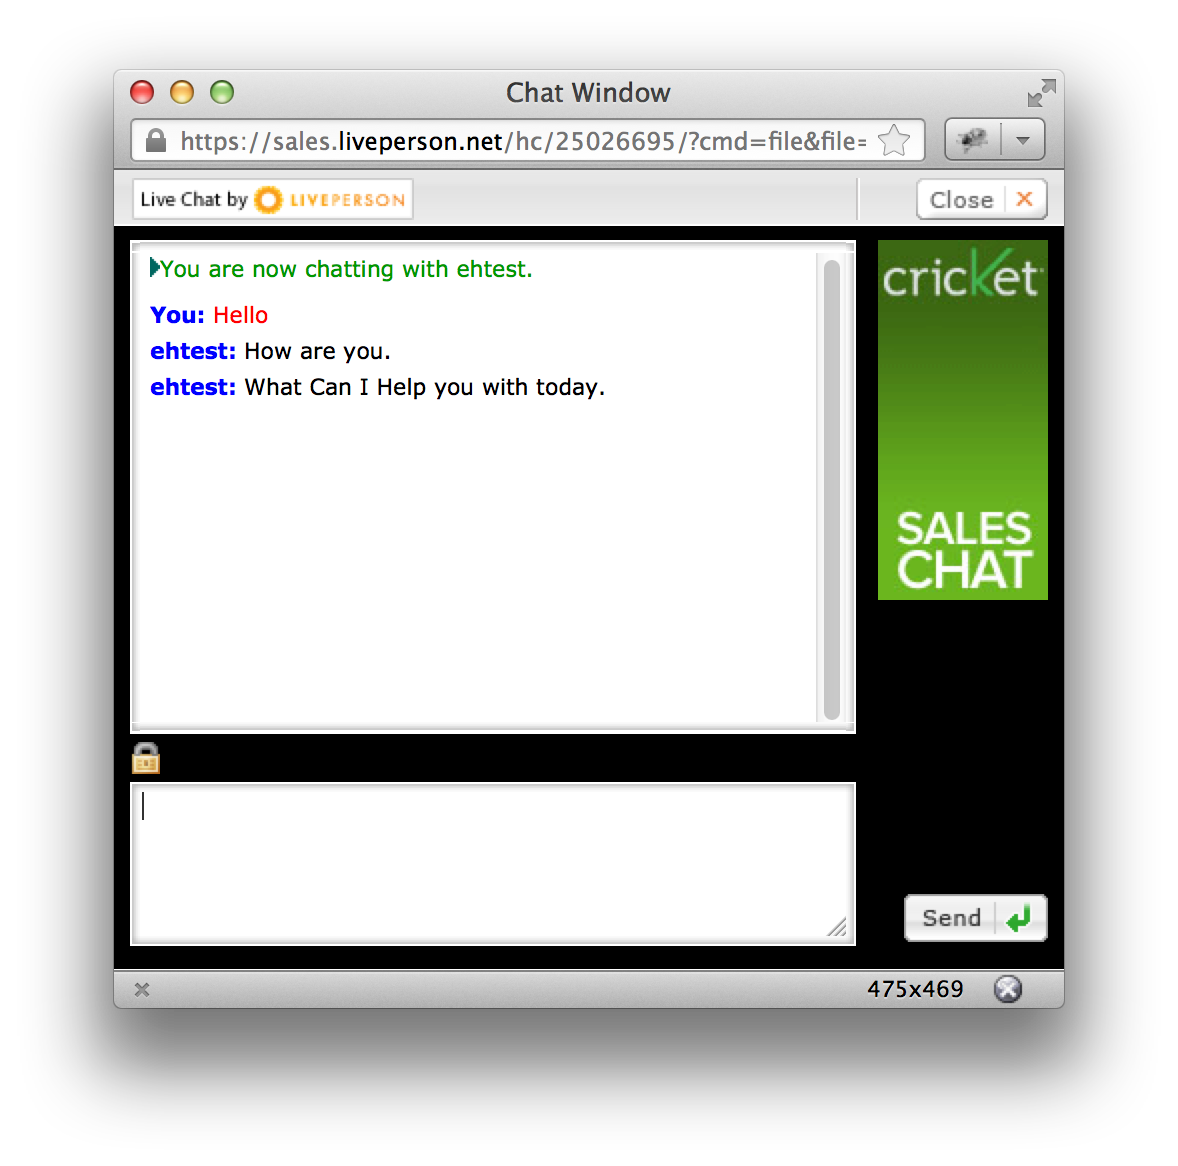 Chat Window
https://sales.liveperson.net/hc/25026695/?cmd=file&file=
Live Chat by LIVEPERSON
Close
You are now chatting with ehtest.
You: Hello
ehtest: How are you.
ehtest: What Can I Help you with today.
cricket
SALES
CHAT
Send
475x469